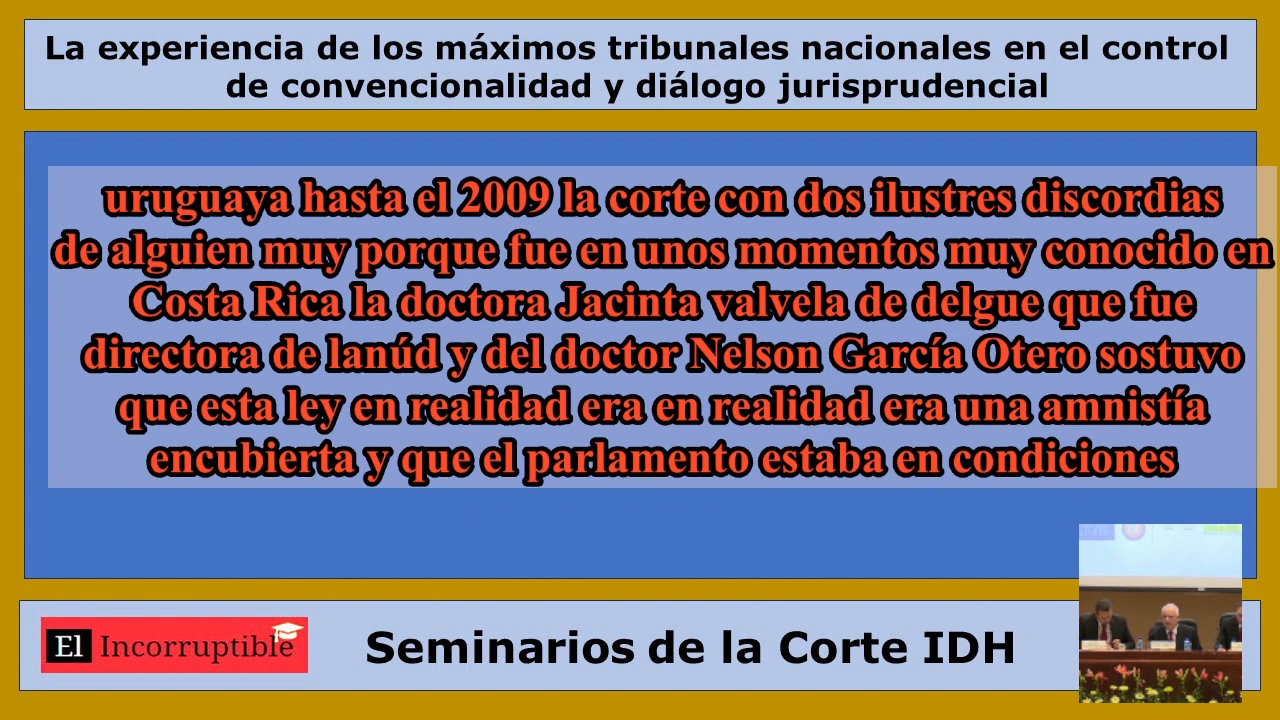 La experiencia de los máximos tribunales nacionales en el control
de convencionalidad y diálogo jurisprudencial
uruguaya hasta el 2009 la corte con dos ilustres discordias
de alguien muy porque fue en unos momentos muy conocido en
Costa Rica la doctora Jacinta valvela de delgue que fue
directora de lanúd y del doctor Nelson García Otero sostuvo
que esta ley en realidad era en realidad era una amnistía
encubierta y que el parlamento estaba en condiciones
El Incorruptible
Seminarios de la Corte IDH